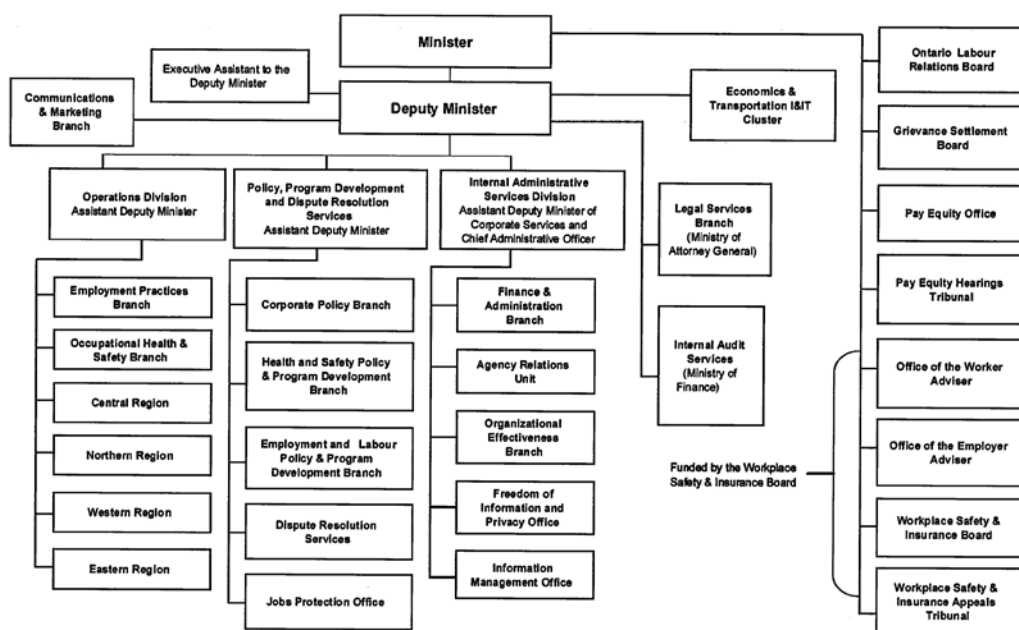 Minister
Executive Assistant to the
Deputy Minister
Communications
& Marketing
Branch
Deputy Minister
Economics &
Transportation I&IT
Cluster
Operations Division
Assistant Deputy Minister
Policy, Program Development
and Dispute Resolution
Services
Assistant Deputy Minister
Internal Administrative
Services Division
Assistant Deputy Minister of
Corporate Services and
Chief Administrative Officer
Legal Services
Branch
(Ministry of
Attorney General)
Internal Audit
Services
(Ministry of
Finance)
Employment Practices
Branch
Occupational Health &
Safety Branch
Central Region
Northern Region
Western Region
Eastern Region
Corporate Policy Branch
Health and Safety Policy
& Program Development
Branch
Employment and Labour
Policy & Program
Development Branch
Dispute Resolution
Services
Jobs Protection Office
Finance &
Administration
Branch
Agency Relations
Unit
Organizational
Effectiveness
Branch
Freedom of
Information and
Privacy Office
Information
Management Office
Ontario Labour
Relations Board
Grievance Settlement
Board
Pay Equity Office
Pay Equity Hearings
Tribunal
Office of the Worker
Adviser
Office of the Employer
Adviser
Workplace Safety &
Insurance Board
Workplace Safety &
Insurance Appeals
Tribunal
Funded by the Workplace
Safety & Insurance Board